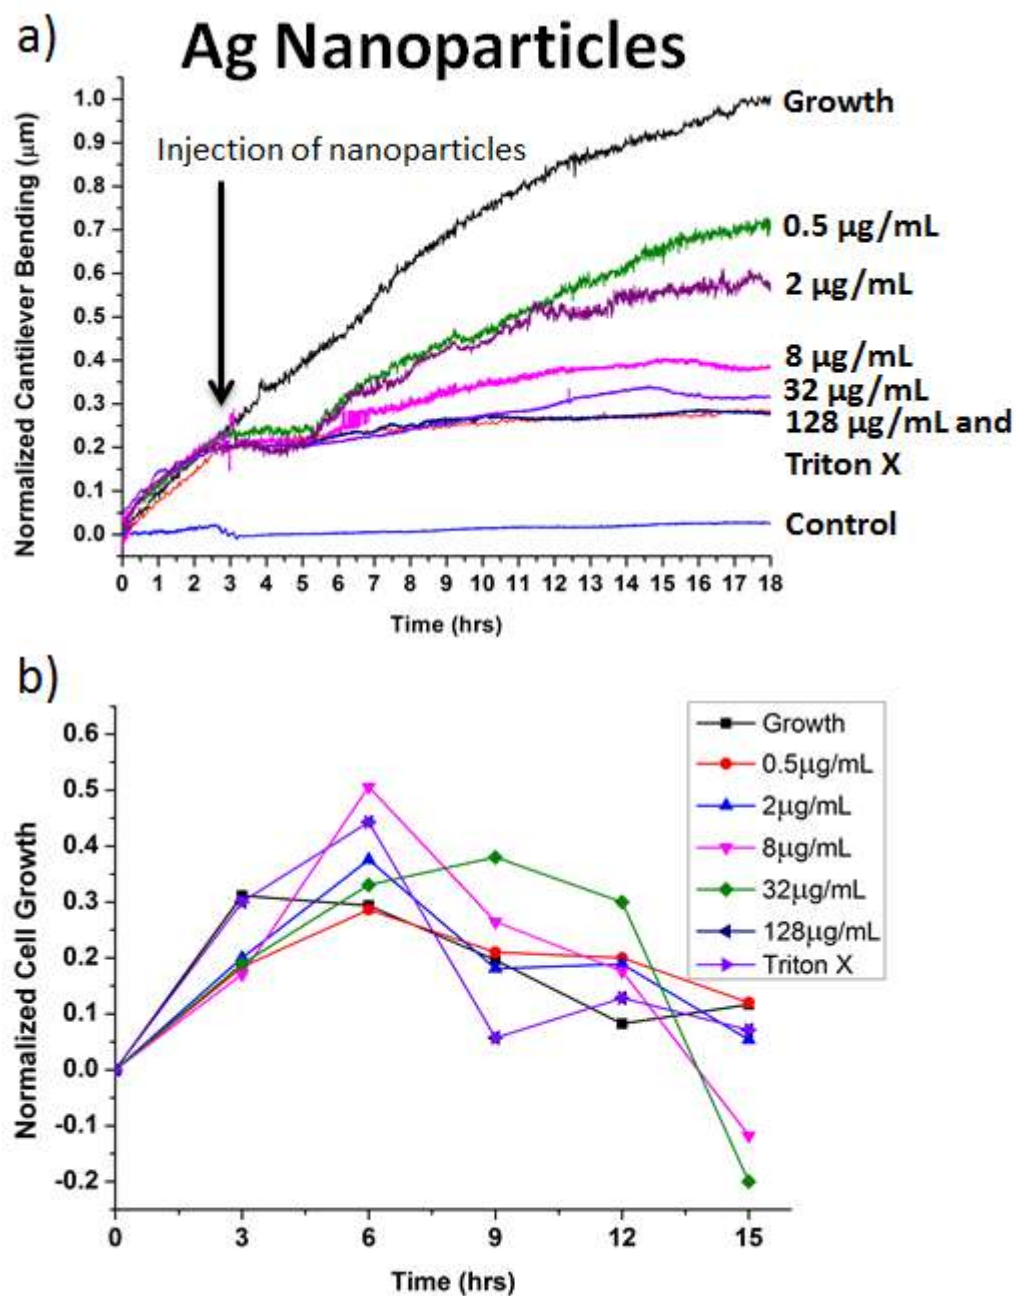 a)
Ag Nanoparticles
Normalized Cantilever Bending (μm)
1.0
0.9
0.8
0.7
0.6
0.5
0.4
0.3
0.2
0.1
0.0
Injection of nanoparticles
Growth
0.5 μg/mL
2 μg/mL
8 μg/mL
32 μg/mL
128 μg/mL and
Triton X
Control
0 1 2 3 4 5 6 7 8 9 10 11 12 13 14 15 16 17 18
Time (hrs)
b)
Normalized Cell Growth
0.6
0.5
0.4
0.3
0.2
0.1
0.0
-0.1
-0.2
Growth
0.5μg/mL
2μg/mL
8μg/mL
32μg/mL
128μg/mL
Triton X
0 3 6 9 12 15
Time (hrs)